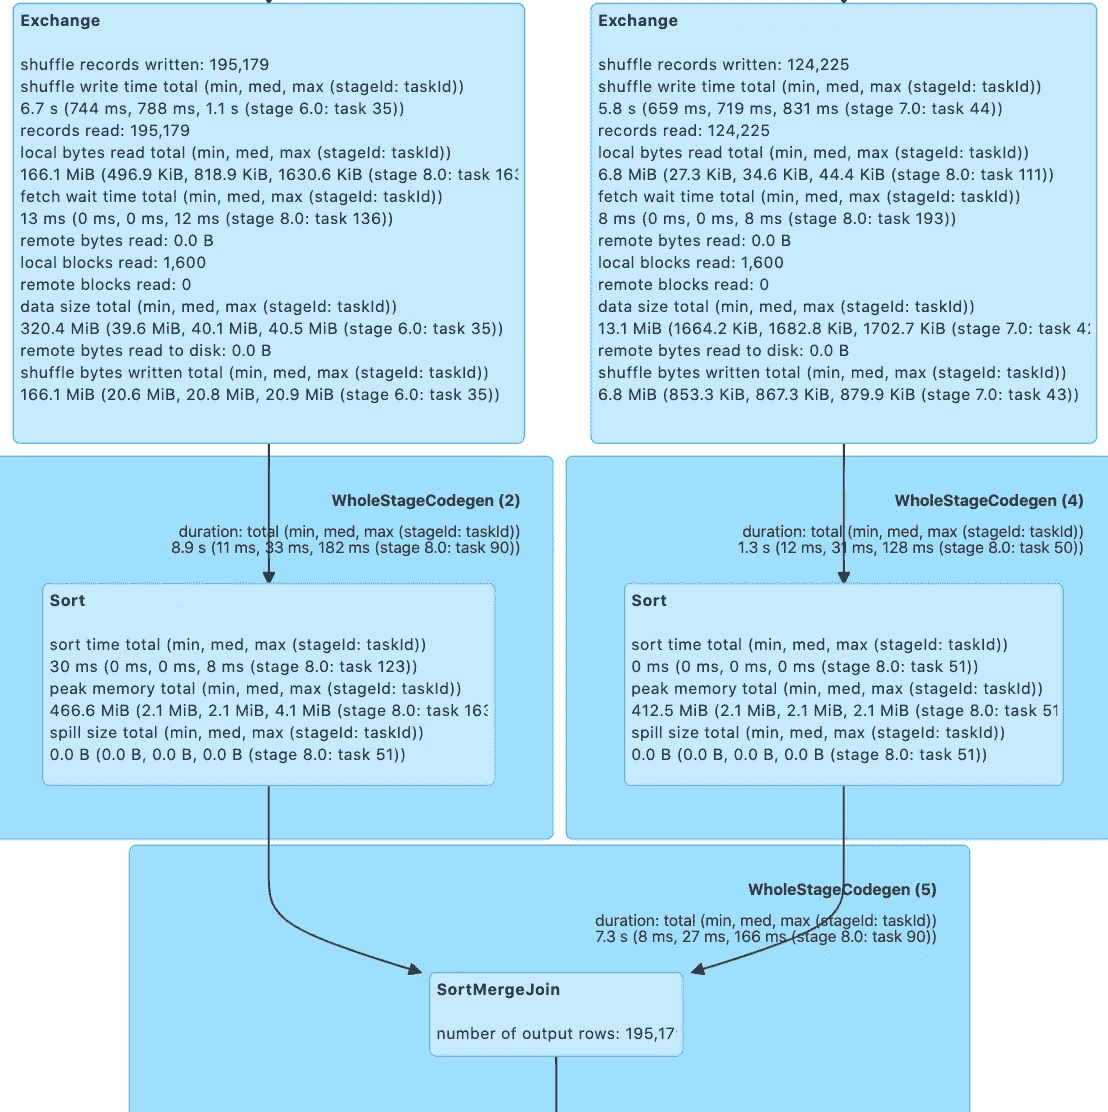 Exchange
shuffle records written: 195,179
shuffle write time total (min, med, max (stageId: taskId))
6.7 s (744 ms, 788 ms, 1.1 s (stage 6.0: task 35))
records read: 195,179
local bytes read total (min, med, max (stageId: taskId))
166.1 MiB (496.9 KiB, 818.9 KiB, 1630.6 KiB (stage 8.0: task 163
fetch wait time total (min, med, max (stageId: taskId))
13 ms (0 ms, 0 ms, 12 ms (stage 8.0: task 136))
remote bytes read: 0.0 B
local blocks read: 1,600
remote blocks read: 0
data size total (min, med, max (stageId: taskId))
320.4 MiB (39.6 MiB, 40.1 MiB, 40.5 MiB (stage 6.0: task 35))
remote bytes read to disk: 0.0 B
shuffle bytes written total (min, med, max (stageId: taskId))
166.1 MiB (20.6 MiB, 20.8 MiB, 20.9 MiB (stage 6.0: task 35))
Exchange
shuffle records written: 124,225
shuffle write time total (min, med, max (stageId: taskId))
5.8 s (659 ms, 719 ms, 831 ms (stage 7.0: task 44))
records read: 124,225
local bytes read total (min, med, max (stageId: taskId))
6.8 MiB (27.3 KiB, 34.6 KiB, 44.4 KiB (stage 8.0: task 111))
fetch wait time total (min, med, max (stageId: taskId))
8 ms (0 ms, 0 ms, 8 ms (stage 8.0: task 193))
remote bytes read: 0.0 B
local blocks read: 1,600
remote blocks read: 0
data size total (min, med, max (stageId: taskId))
13.1 MiB (1664.2 KiB, 1682.8 KiB, 1702.7 KiB (stage 7.0: task 4
remote bytes read to disk: 0.0 B
shuffle bytes written total (min, med, max (stageId: taskId))
6.8 MiB (853.3 KiB, 867.3 KiB, 879.9 KiB (stage 7.0: task 43))
WholeStageCodegen (2)
duration: total (min, med, max (stageId: taskId))
8.9 s (11 ms, 33 ms, 182 ms (stage 8.0: task 90))
Sort
sort time total (min, med, max (stageId: taskId))
30 ms (0 ms, 0 ms, 8 ms (stage 8.0: task 123))
peak memory total (min, med, max (stageId: taskId))
466.6 MiB (2.1 MiB, 2.1 MiB, 4.1 MiB (stage 8.0: task 163
spill size total (min, med, max (stageId: taskId))
0.0 B (0.0 B, 0.0 B, 0.0 B (stage 8.0: task 51))
WholeStageCodegen (4)
duration: total (min, med, max (stageId: taskId))
1.3 s (12 ms, 31 ms, 128 ms (stage 8.0: task 50))
Sort
sort time total (min, med, max (stageId: taskId))
0 ms (0 ms, 0 ms, 0 ms (stage 8.0: task 51))
peak memory total (min, med, max (stageId: taskId))
412.5 MiB (2.1 MiB, 2.1 MiB, 2.1 MiB (stage 8.0: task 51
spill size total (min, med, max (stageId: taskId))
0.0 B (0.0 B, 0.0 B, 0.0 B (stage 8.0: task 51))
WholeStageCodegen (5)
duration: total (min, med, max (stageId: taskId))
7.3 s (8 ms, 27 ms, 166 ms (stage 8.0: task 90))
SortMergeJoin
number of output rows: 195,17